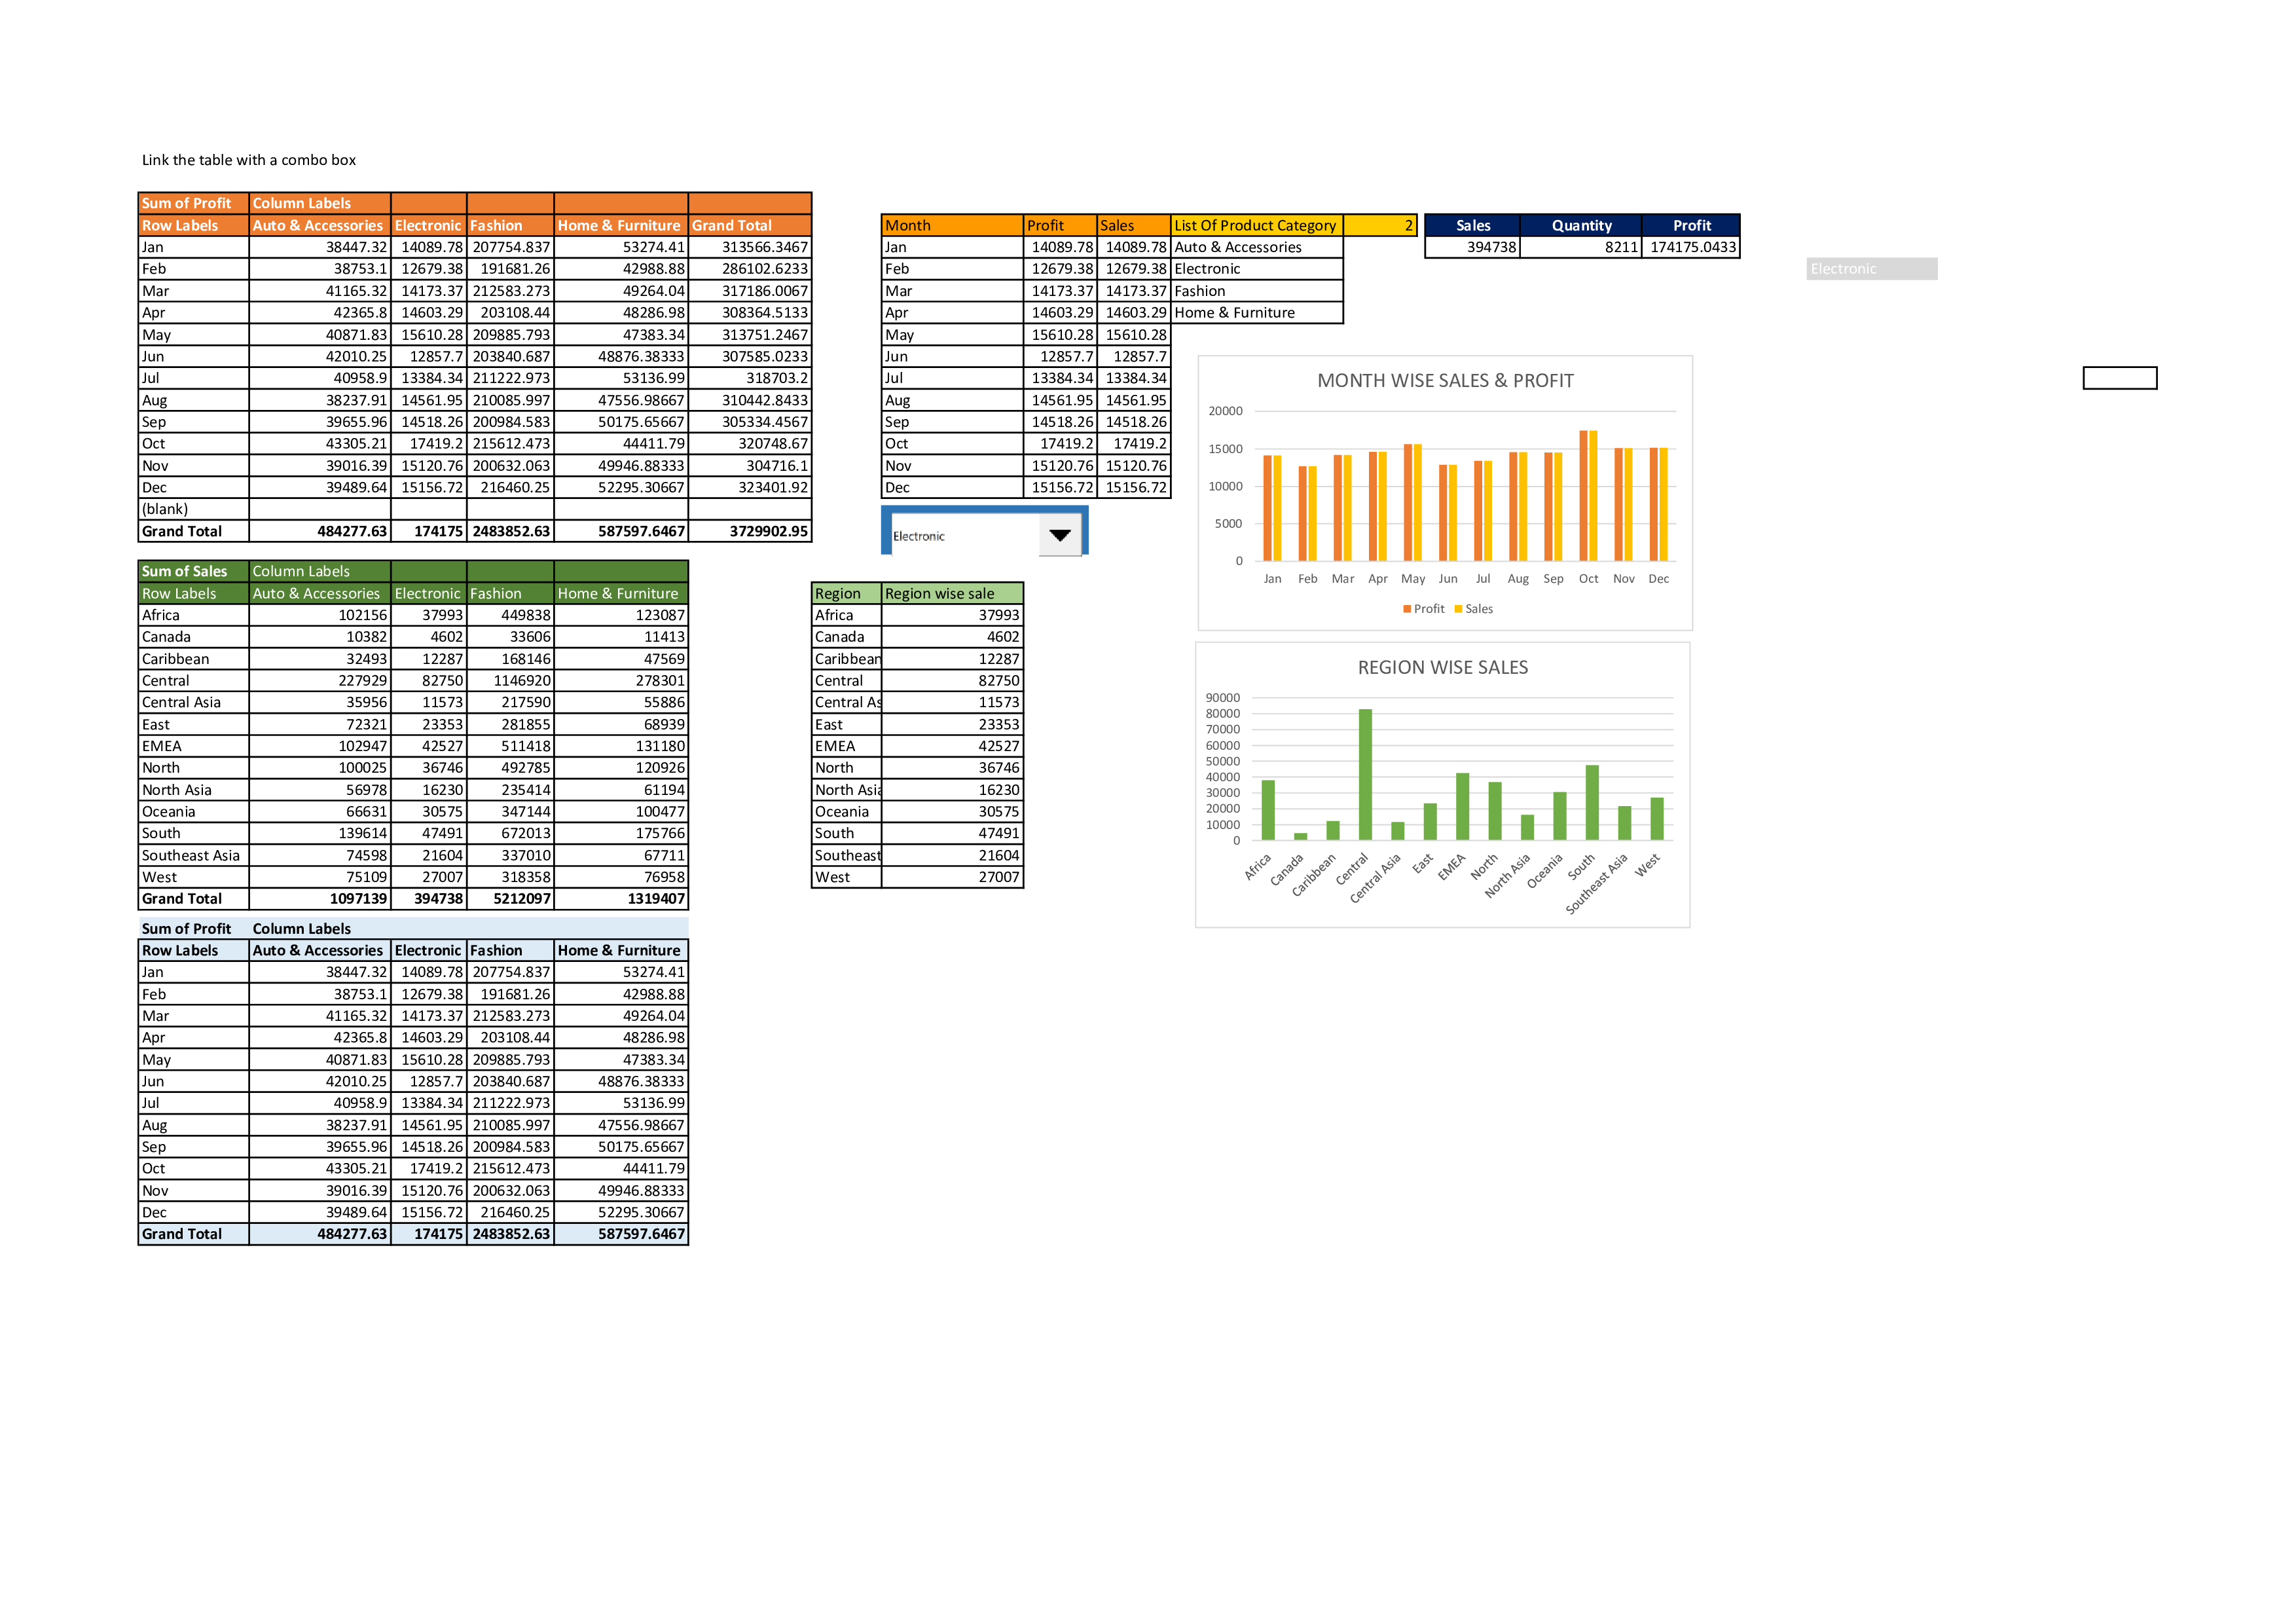 Link the table with a combo box
Sum of Profit Column Labels
Row Labels Auto & Accessories Electronic Fashion Home & Furniture Grand Total
Jan 38447.32 14089.78 207754.837 53274.41 313566.3467
Feb 38753.1 12679.38 191681.26 42988.88 286102.6233
Mar 41165.32 14173.37 212583.273 49264.04 317186.0067
Apr 42365.8 14603.29 203108.44 48286.98 308364.5133
May 40871.83 15610.28 209885.793 47383.34 313751.2467
Jun 42010.25 12857.7 203840.687 48876.38333 307585.0233
Jul 40958.9 13384.34 211222.973 53136.99 318703.2
Aug 38237.91 14561.95 210085.997 47556.98667 310442.8433
Sep 39655.96 14518.26 200984.583 50175.65667 305334.4567
Oct 43305.21 17419.2 215612.473 44411.79 320748.67
Nov 39016.39 15120.76 200632.063 49946.88333 304716.1
Dec 39489.64 15156.72 216460.25 52295.30667 323401.92
(blank)
Grand Total 484277.63 174175 2483852.63 587597.6467 3729902.95
Month Profit Sales List Of Product Category 2
Jan 14089.78 14089.78 Auto & Accessories
Feb 12679.38 12679.38 Electronic
Mar 14173.37 14173.37 Fashion
Apr 14603.29 14603.29 Home & Furniture
May 15610.28 15610.28
Jun 12857.7 12857.7
Jul 13384.34 13384.34
Aug 14561.95 14561.95
Sep 14518.26 14518.26
Oct 17419.2 17419.2
Nov 15120.76 15120.76
Dec 15156.72 15156.72
Electronic
Sales Quantity Profit
394738 8211 174175.0433
Electronic
MONTH WISE SALES & PROFIT
20000
15000
10000
5000
0
Jan Feb Mar Apr May Jun Jul Aug Sep Oct Nov Dec
Profit Sales
Sum of Sales Column Labels
Row Labels Auto & Accessories Electronic Fashion Home & Furniture
Africa 102156 37993 449838 123087
Canada 10382 4602 33606 11413
Caribbean 32493 12287 168146 47569
Central 227929 82750 1146920 278301
Central Asia 35956 11573 217590 55886
East 72321 23353 281855 68939
EMEA 102947 42527 511418 131180
North 100025 36746 492785 120926
North Asia 56978 16230 235414 61194
Oceania 66631 30575 347144 100477
South 139614 47491 672013 175766
Southeast Asia 74598 21604 337010 67711
West 75109 27007 318358 76958
Grand Total 1097139 394738 5212097 1319407
Region Region wise sale
Africa 37993
Canada 4602
Caribbean 12287
Central 82750
Central As 11573
East 23353
EMEA 42527
North 36746
North Asia 16230
Oceania 30575
South 47491
Southeast 21604
West 27007
REGION WISE SALES
90000
80000
70000
60000
50000
40000
30000
20000
10000
0
Africa Canada Caribbean Central Central Asia East EMEA North North Asia Oceania South Southeast Asia West
Sum of Profit Column Labels
Row Labels Auto & Accessories Electronic Fashion Home & Furniture
Jan 38447.32 14089.78 207754.837 53274.41
Feb 38753.1 12679.38 191681.26 42988.88
Mar 41165.32 14173.37 212583.273 49264.04
Apr 42365.8 14603.29 203108.44 48286.98
May 40871.83 15610.28 209885.793 47383.34
Jun 42010.25 12857.7 203840.687 48876.38333
Jul 40958.9 13384.34 211222.973 53136.99
Aug 38237.91 14561.95 210085.997 47556.98667
Sep 39655.96 14518.26 200984.583 50175.65667
Oct 43305.21 17419.2 215612.473 44411.79
Nov 39016.39 15120.76 200632.063 49946.88333
Dec 39489.64 15156.72 216460.25 52295.30667
Grand Total 484277.63 174175 2483852.63 587597.6467